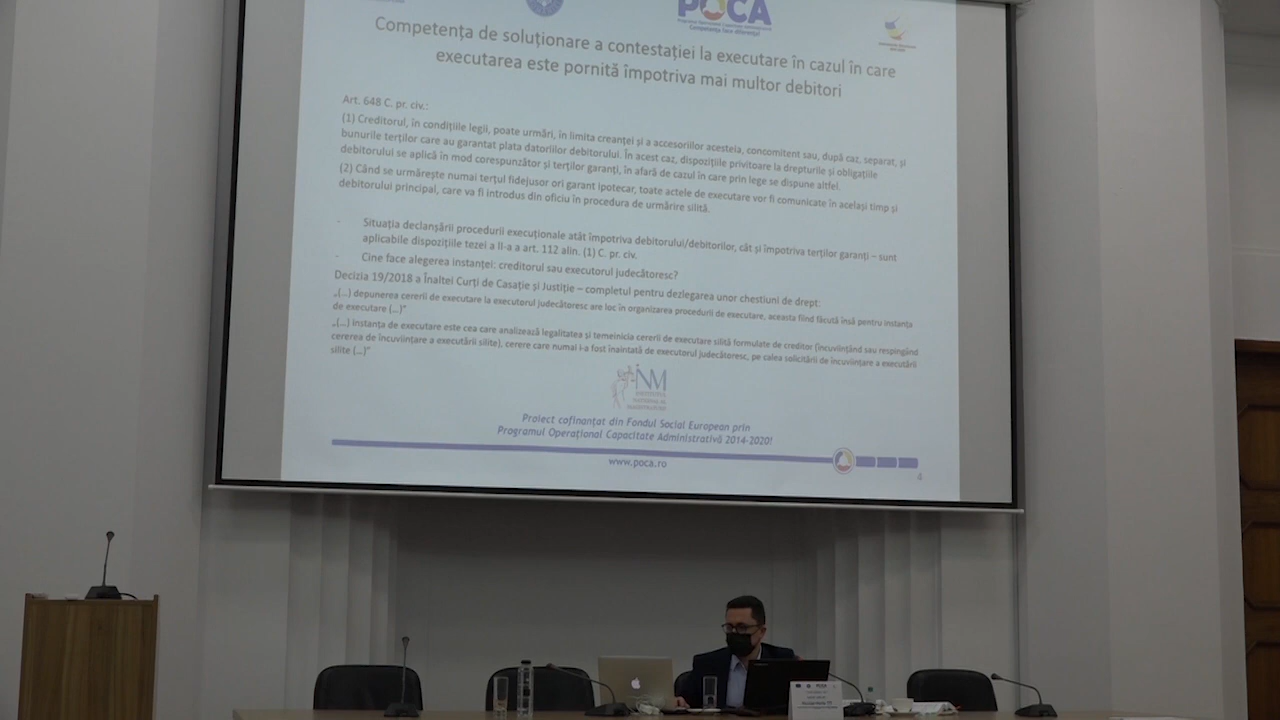 POCA
Competența face diferența!
Competența de soluționare a contestației la executare în cazul în care
executarea este pornită împotriva mai multor debitori
Art. 648 C. pr. civ.:
(1) Creditorul, în condițiile legii, poate urmări, în limita creanței și a accesoriilor acesteia, concomitent sau, după caz, separat, și
bunurile terților care au garantat plata datoriilor debitorului. În acest caz, dispozițiile privitoare la drepturile și obligațiile
debitorului se aplică în mod corespunzător și terților garanți, în afară de cazul în care prin lege se dispune altfel.
(2) Când se urmărește numai terțul fidejusor ori garant ipotecar, toate actele de executare vor fi comunicate în același timp și
debitorului principal, care va fi introdus din oficiu în procedura de urmărire silită.
- Situația declanșării procedurii execuționale atât împotriva debitorului/debitorilor, cât și împotriva terților garanți – sunt
aplicabile dispozițiile tezei a II-a a art. 112 alin. (1) C. pr. civ.
- Cine face alegerea instanței: creditorul sau executorul judecătoresc?
Decizia 19/2018 a Înaltei Curți de Casație și Justiție – completul pentru dezlegarea unor chestiuni de drept:
„(...) depunerea cererii de executare la executorul judecătoresc are loc în organizarea procedurii de executare, aceasta fiind făcută însă pentru instanța
de executare (...)”
„(...) instanța de executare este cea care analizează legalitatea și temeinicia cererii de executare silită formulate de creditor (încuviințând sau respingând
cererea de încuviințare a executării silite), cerere care numai i-a fost înaintată de executorul judecătoresc, pe calea solicitării de încuviințare a executării
silite (...)”
INM
INSTITUTUL
NAȚIONAL AL
MAGISTRATURII
Proiect cofinanțat din Fondul Social European prin
Programul Operațional Capacitate Administrativă 2014-2020!
www.poca.ro
4